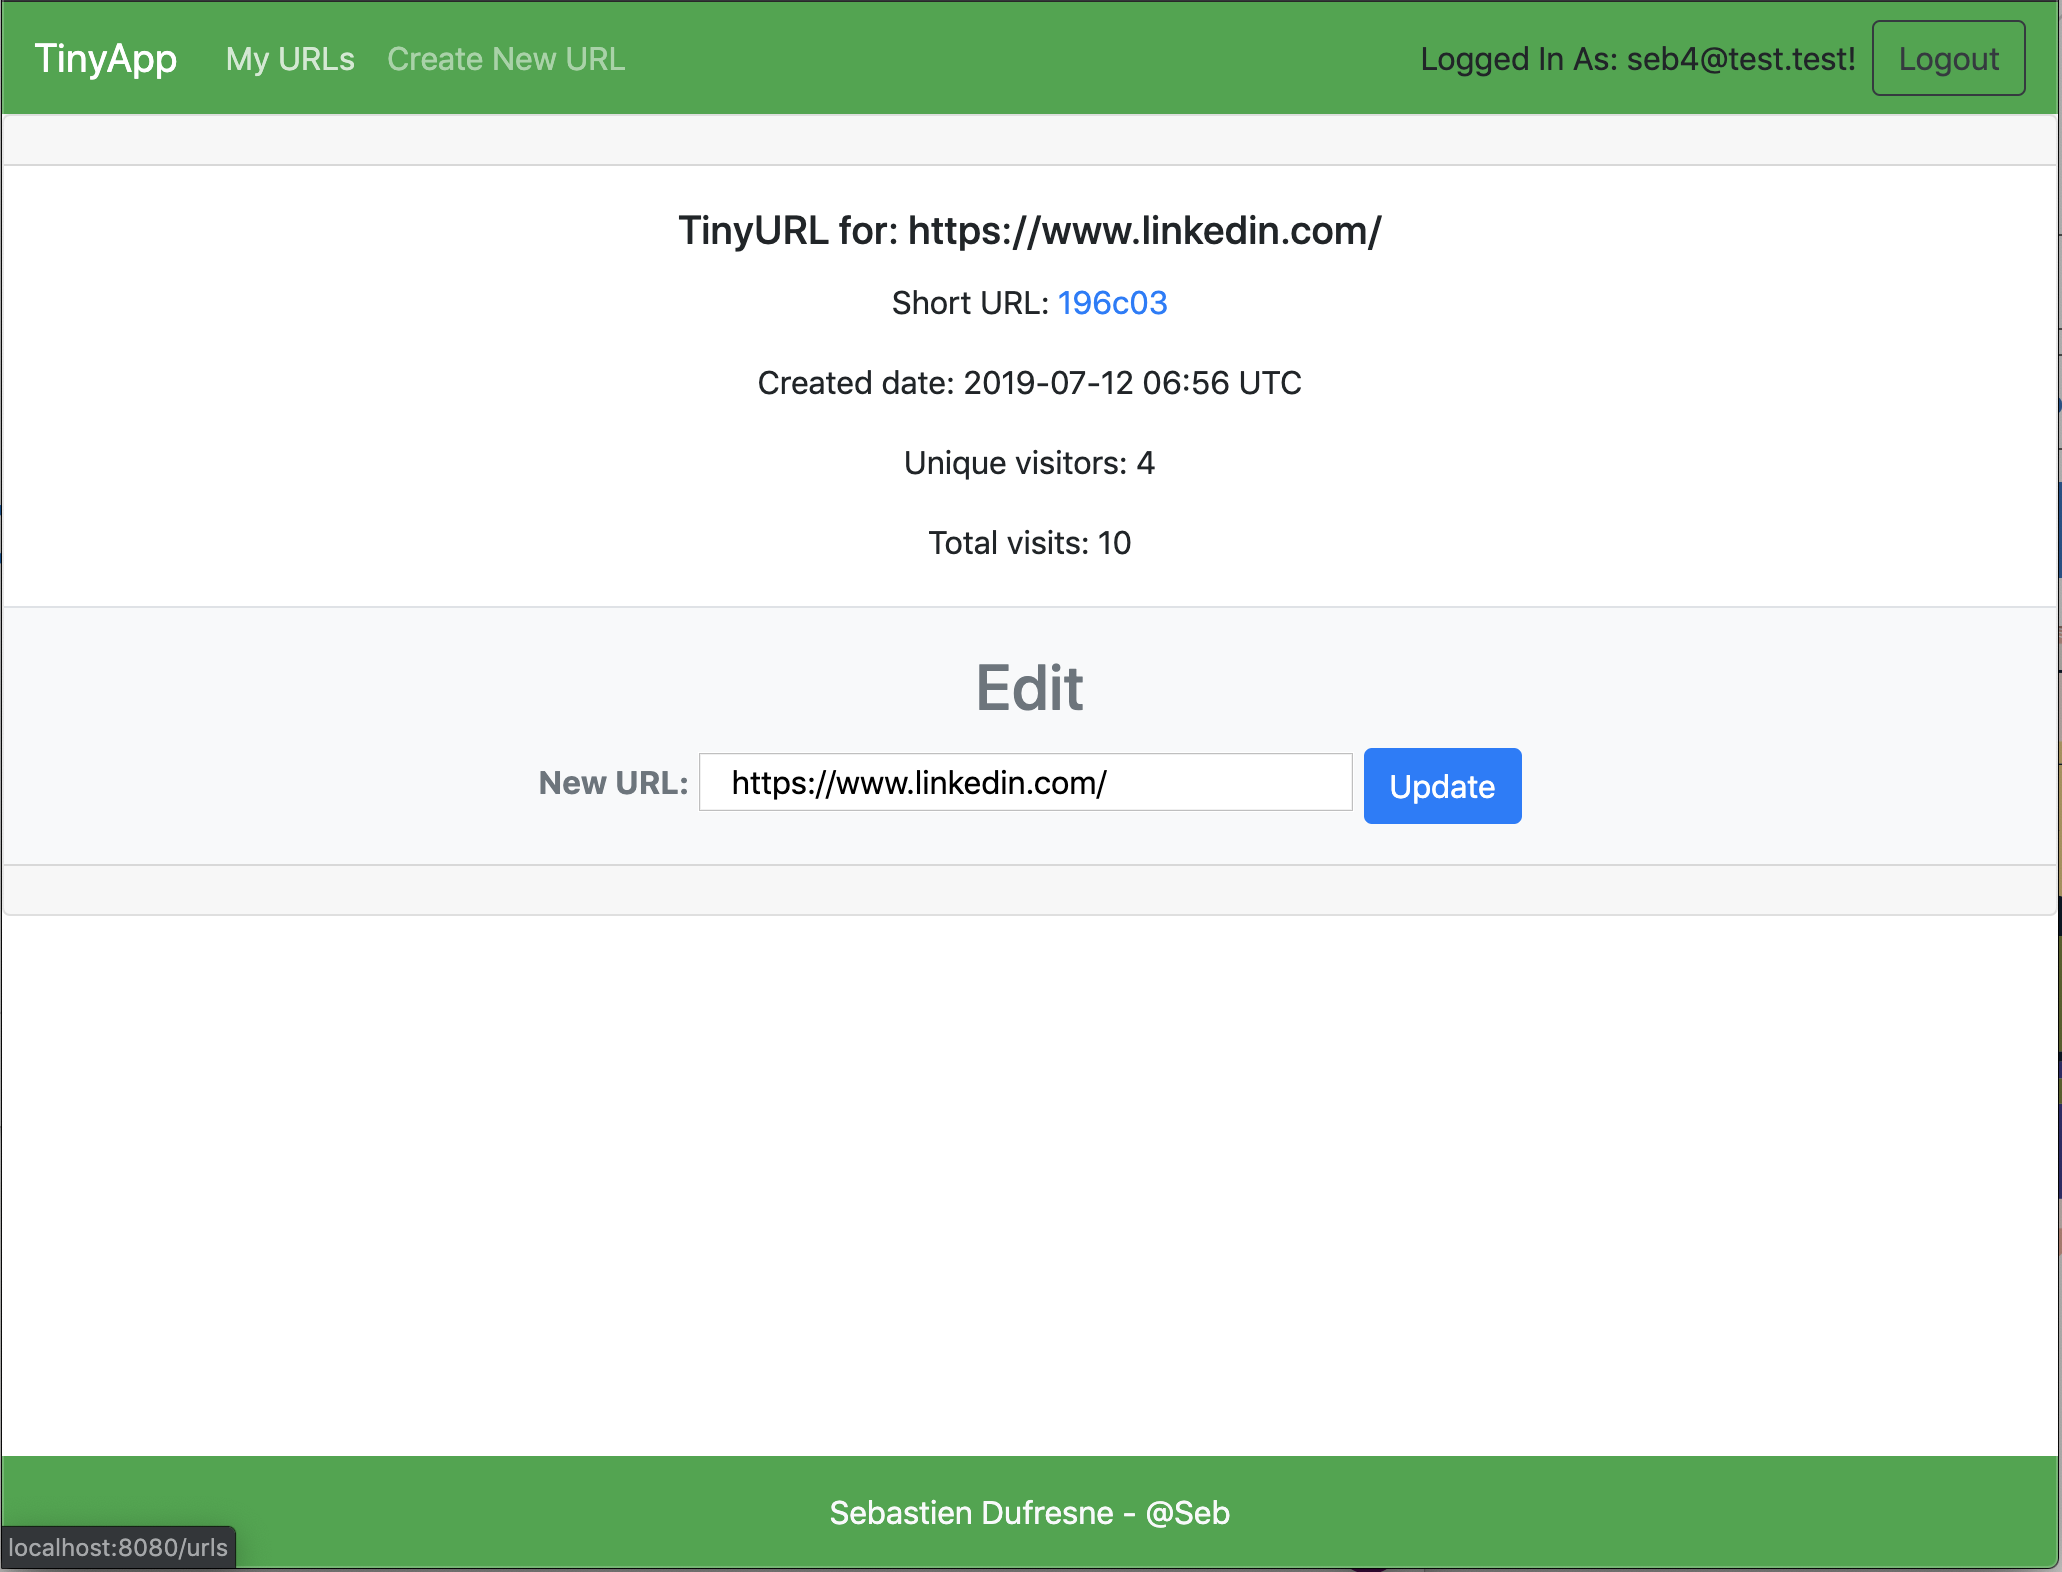 TinyApp My URLs Create New URL Logged In As: seb4@test.test! Logout
TinyURL for: https://www.linkedin.com/
Short URL: 196c03
Created date: 2019-07-12 06:56 UTC
Unique visitors: 4
Total visits: 10
Edit
New URL: https://www.linkedin.com/ Update
Sebastien Dufresne - @Seb
localhost:8080/urls